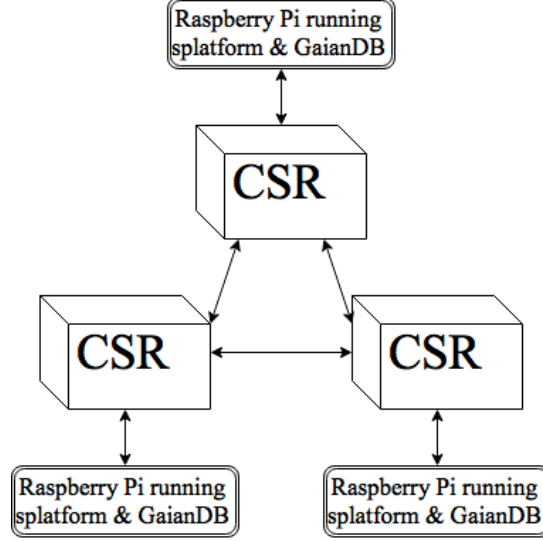 Raspberry Pi running
splatform & GaianDB
CSR
CSR
CSR
Raspberry Pi running
splatform & GaianDB
Raspberry Pi running
splatform & GaianDB